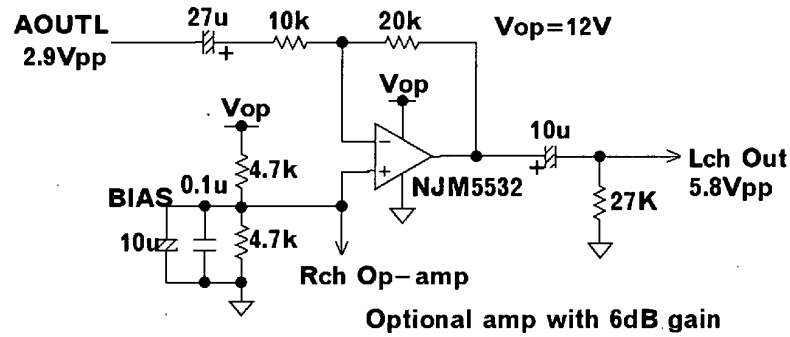 AOUTL
2.9Vpp
27u
+
10k
20k
Vop=12V
Vop
Vop
4.7k
BIAS
0.1u
10u
4.7k
−
+
NJM5532
10u
+
Lch Out
5.8Vpp
27K
Rch Op−amp
Optional amp with 6dB gain